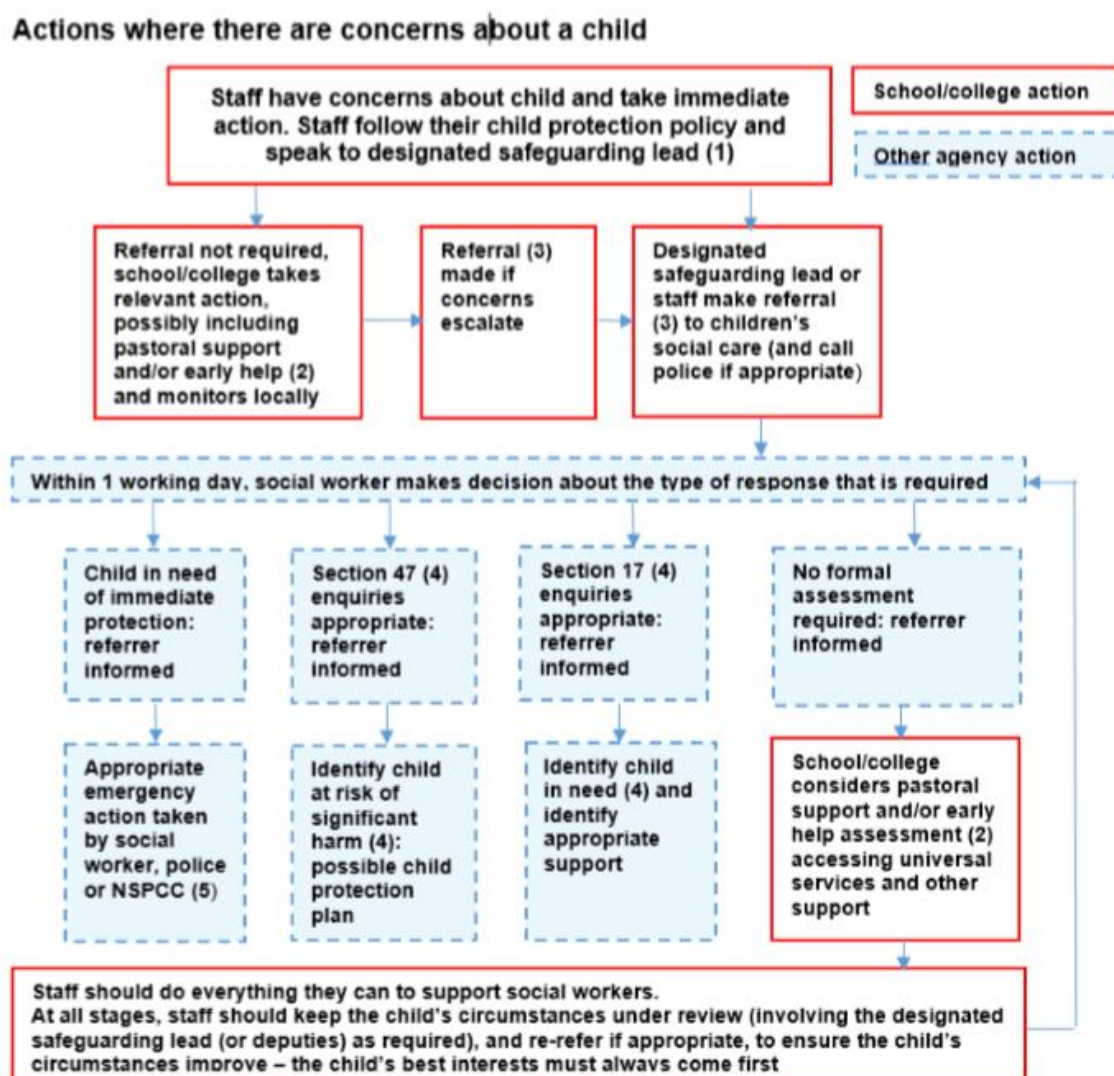 Actions where there are concerns about a child
Staff have concerns about child and take immediate
action. Staff follow their child protection policy and
speak to designated safeguarding lead (1)
School/college action
Other agency action
Referral not required,
school/college takes
relevant action,
possibly including
pastoral support
and/or early help (2)
and monitors locally
Referral (3)
made if
concerns
escalate
Designated
safeguarding lead or
staff make referral
(3) to children's
social care (and call
police if appropriate)
Within 1 working day, social worker makes decision about the type of response that is required
Child in need
of immediate
protection:
referrer
informed
Section 47 (4)
enquiries
appropriate:
referrer
informed
Section 17 (4)
enquiries
appropriate:
referrer
informed
No formal
assessment
required: referrer
informed
Appropriate
emergency
action taken
by social
worker, police
or NSPCC (5)
Identify child
at risk of
significant
harm (4):
possible child
protection
plan
Identify child
in need (4) and
identify
appropriate
support
School/college
considers pastoral
support and/or early
help assessment (2)
accessing universal
services and other
support
Staff should do everything they can to support social workers.
At all stages, staff should keep the child's circumstances under review (involving the designated
safeguarding lead (or deputies) as required), and re-refer if appropriate, to ensure the child's
circumstances improve – the child's best interests must always come first